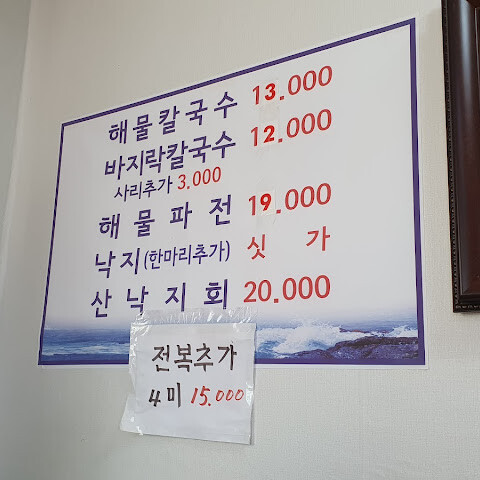 해물칼국수 13.000
바지락칼국수 12.000
사리추가 3.000
해물파전 19.000
낙지(한마리추가) 싯가
산낙지회 20.000
전복추가
4미 15.000